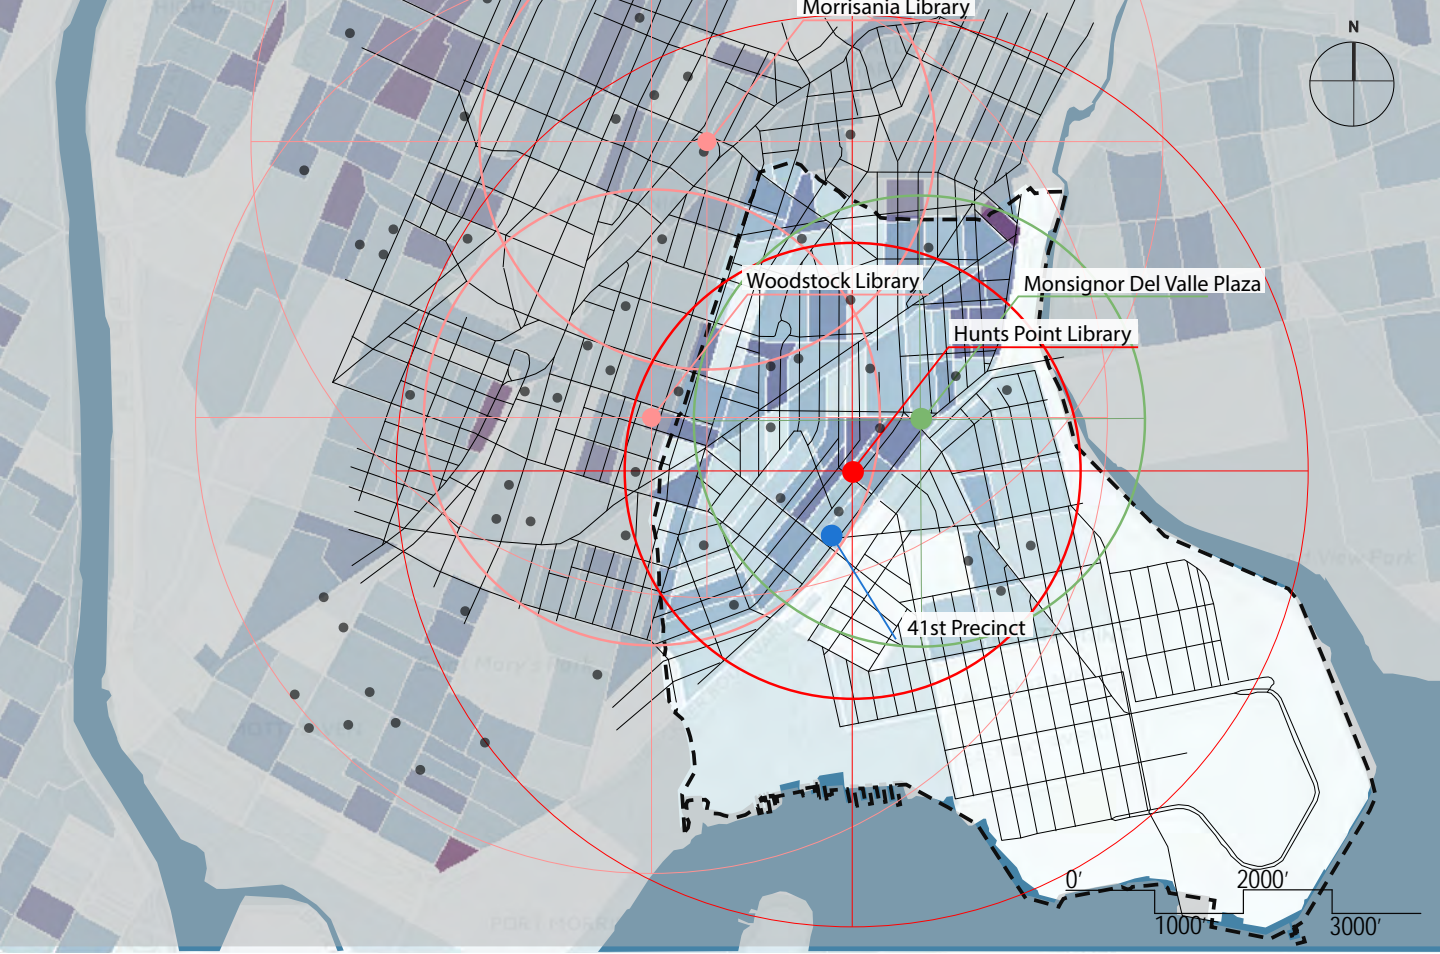 Morrisania Library
N
Woodstock Library
Monsignor Del Valle Plaza
Hunts Point Library
41st Precinct
0′
2000′
1000′
3000′